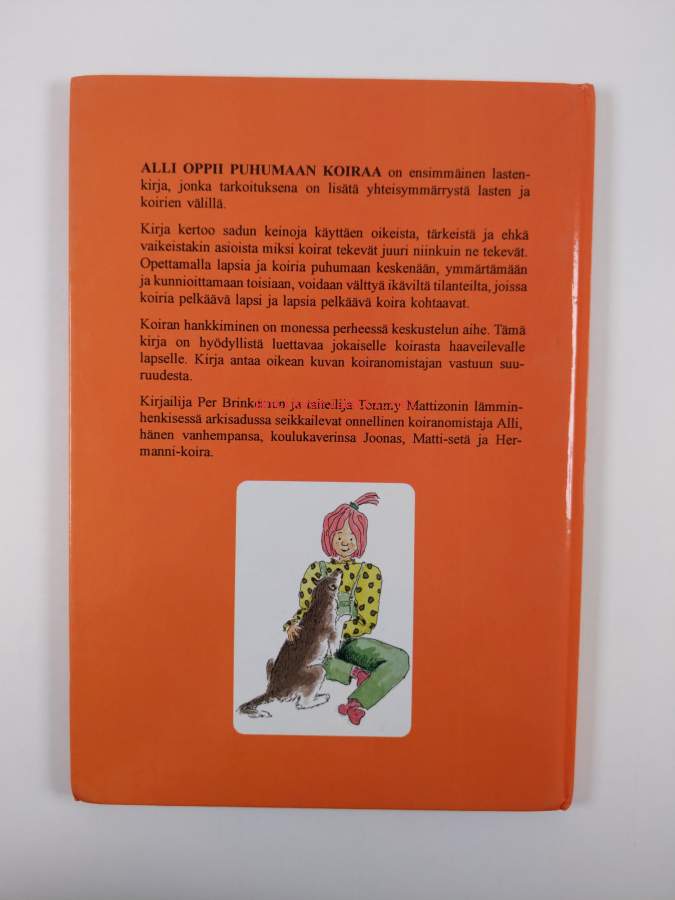 ALLI OPPII PUHUMAAN KOIRAA on ensimmäinen lasten-
kirja, jonka tarkoituksena on lisätä yhteisymmärrystä lasten ja
koirien välillä.
Kirja kertoo sadun keinoja käyttäen oikeista, tärkeistä ja ehkä
vaikeistakin asioista miksi koirat tekevät juuri niinkuin ne tekevät.
Opettamalla lapsia ja koiria puhumaan keskenään, ymmärtämään
ja kunnioittamaan toisiaan, voidaan välttyä ikäviltä tilanteilta, joissa
koiria pelkäävä lapsi ja lapsia pelkäävä koira kohtaavat.
Koiran hankkiminen on monessa perheessä keskustelun aihe. Tämä
kirja on hyödyllistä luettavaa jokaiselle koirasta haaveilevalle
lapselle. Kirja antaa oikean kuvan koiranomistajan vastuun suu-
ruudesta.
Kirjailija Per Brinkemon ja taiteilija Tommy Mattizonin lämmin-
henkisessä arkisadussa seikkailevat onnellinen koiranomistaja Alli,
hänen vanhempansa, koulukaverinsa Joonas, Matti-setä ja Her-
manni-koira.